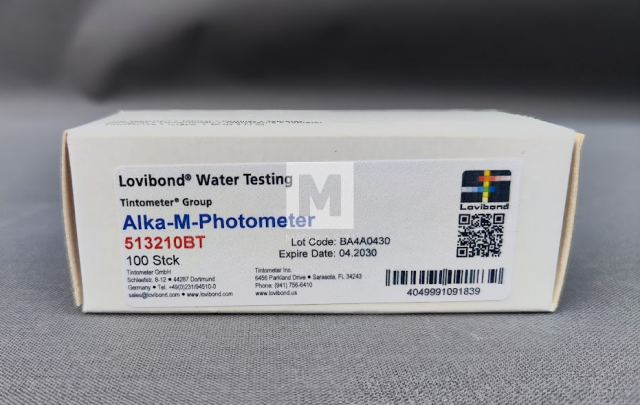 Lovibond® Water Testing
Tintometer® Group
Alka-M-Photometer
513210BT
100 Stck
Lot Code: BA4A0430
Expire Date: 04.2030
Tintometer GmbH
Schleefstr. 8-12 • 44287 Dortmund
Germany • Tel. +49(0)231/94510-0
sales@lovibond.com • www.lovibond.com
Tintometer Inc.
6456 Parkland Drive • Sarasota, FL 34243
Phone: (941) 756-6410
www.lovibond.us
Lovibond
4049991091839
M